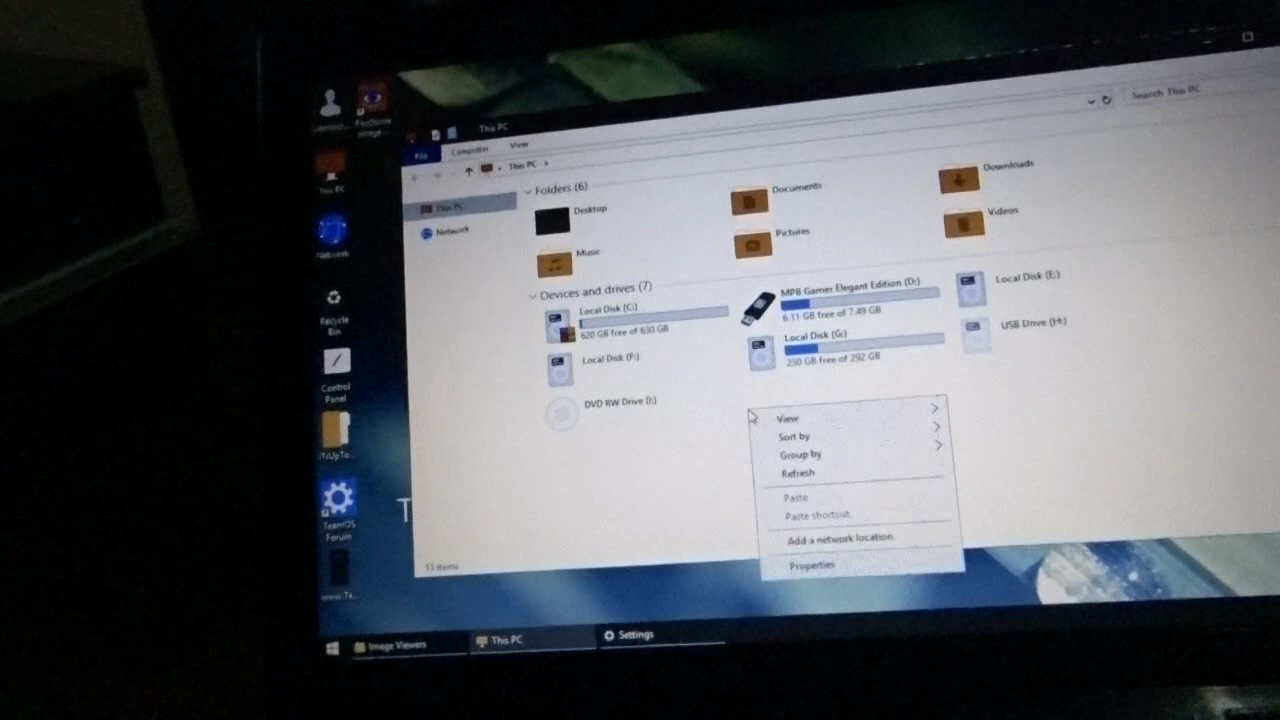 This PC
File
Computer
View
This PC
Search This PC
This PC
Network
Folders (6)
Desktop
Documents
Downloads
Music
Pictures
Videos
Devices and drives (7)
Local Disk (C:)
620 GB free of 630 GB
MPB Gamer Elegant Edition (D:)
6.11 GB free of 7.49 GB
Local Disk (E:)
Local Disk (F:)
Local Disk (G:)
230 GB free of 292 GB
USB Drive (H:)
DVD RW Drive (I:)
View
Sort by
Group by
Refresh
Paste
Paste shortcut
Add a network location
Properties
13 items
This PC
Network
Recycle
Bin
Control
Panel
TeamOS
Forum
T
Image Viewers
This PC
Settings